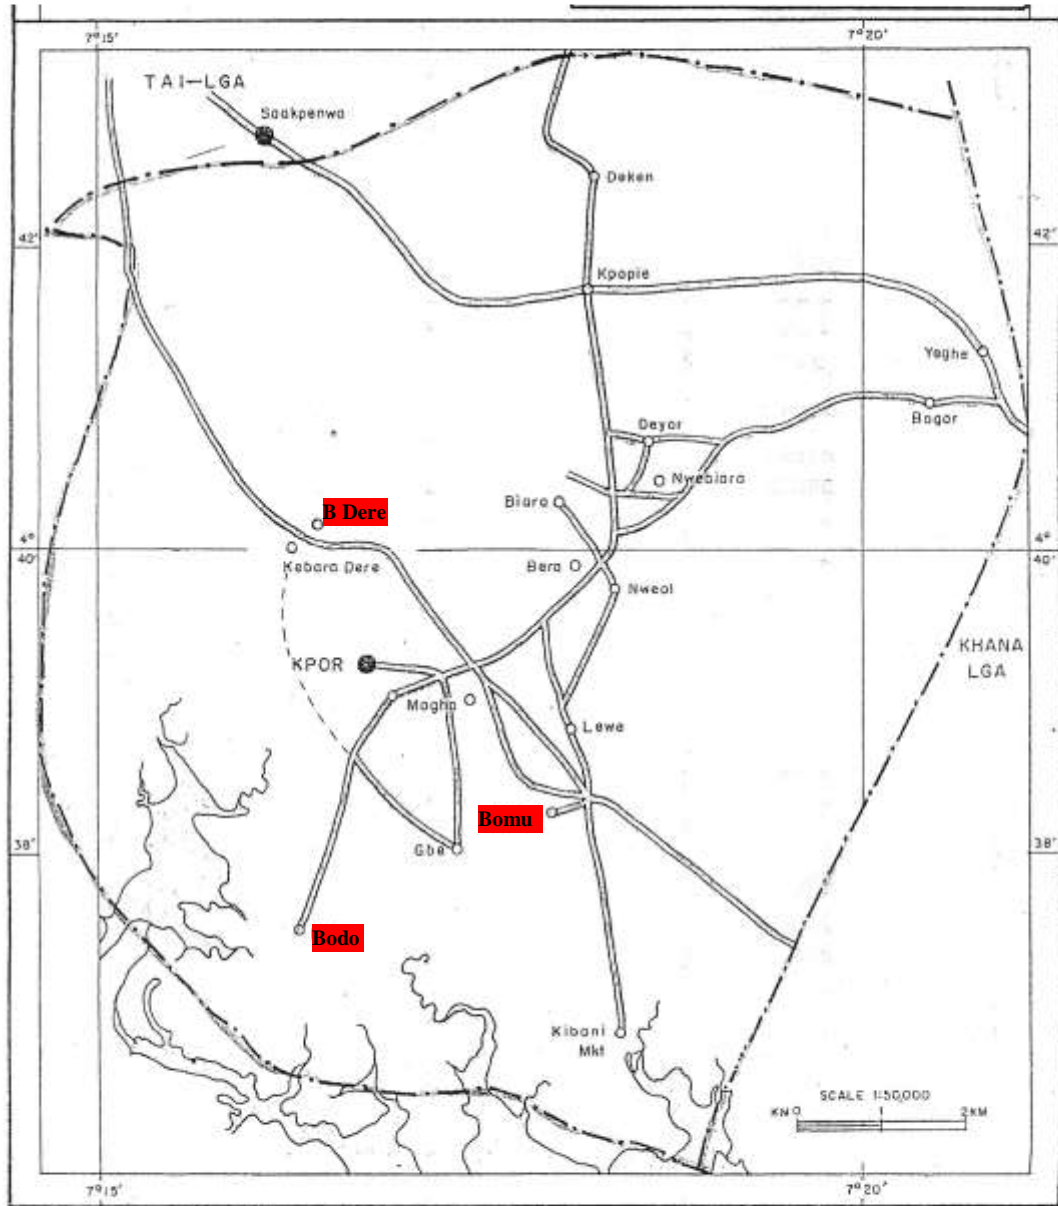 7°15'
7°20'
TAI-LGA
Saakpenwa
Deken
42'
42'
Kpopie
Yeghe
Bogor
Deyor
Nwebiara
Biara
B Dere
4°
40'
4°
40'
Kebara Dere
Bera
Nweol
KPOR
KHANA
LGA
Mogho
Lewe
Bomu
38'
38'
Gbe
Bodo
Kibani
Mkt
SCALE 1:50,000
KM 0 1 2KM
7°15'
7°20'